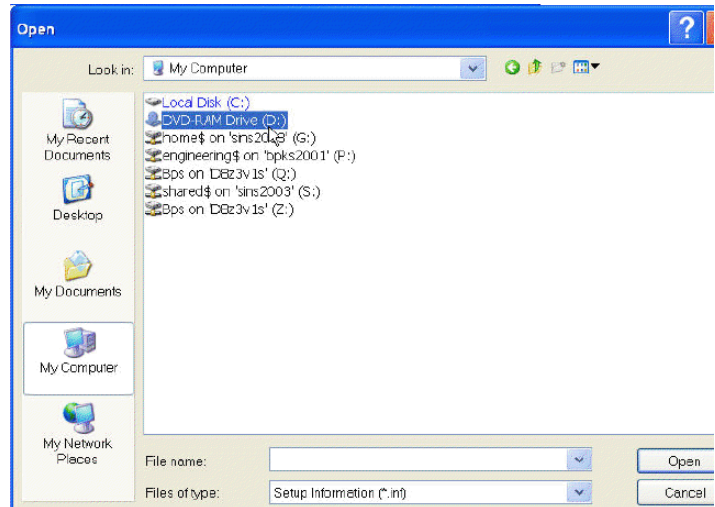 Open
?
Look in:
My Computer
Local Disk (C:)
DVD-RAM Drive (D:)
home$ on (G:)
engineering$ on 'bpks2001' (P:)
Bps on 'D8z3v1s' (Q:)
shared$ on 'sins2003' (S:)
Bps on 'D8z3v1s' (Z:)
My Recent
Documents
Desktop
My Documents
My Computer
My Network
Places
File name:
Open
Files of type:
Setup Information (*.inf)
Cancel